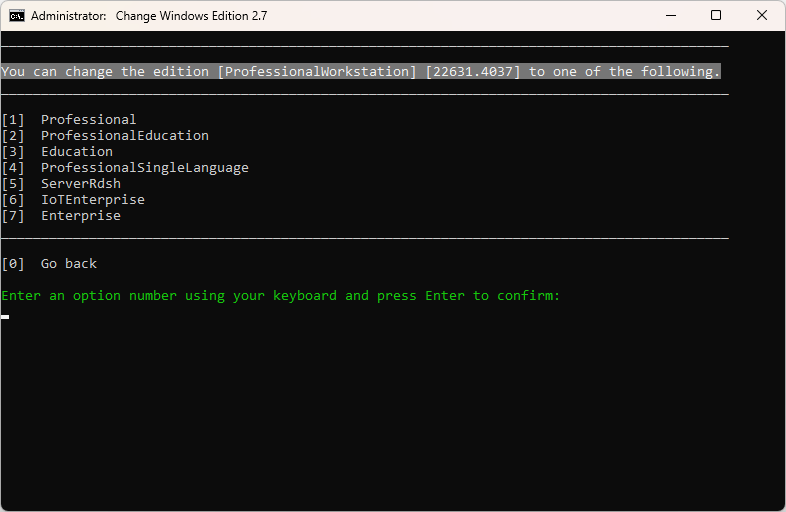 Administrator: Change Windows Edition 2.7
You can change the edition [ProfessionalWorkstation] [22631.4037] to one of the following.
[1] Professional
[2] ProfessionalEducation
[3] Education
[4] ProfessionalSingleLanguage
[5] ServerRdsh
[6] IoTEnterprise
[7] Enterprise
[0] Go back
Enter an option number using your keyboard and press Enter to confirm: